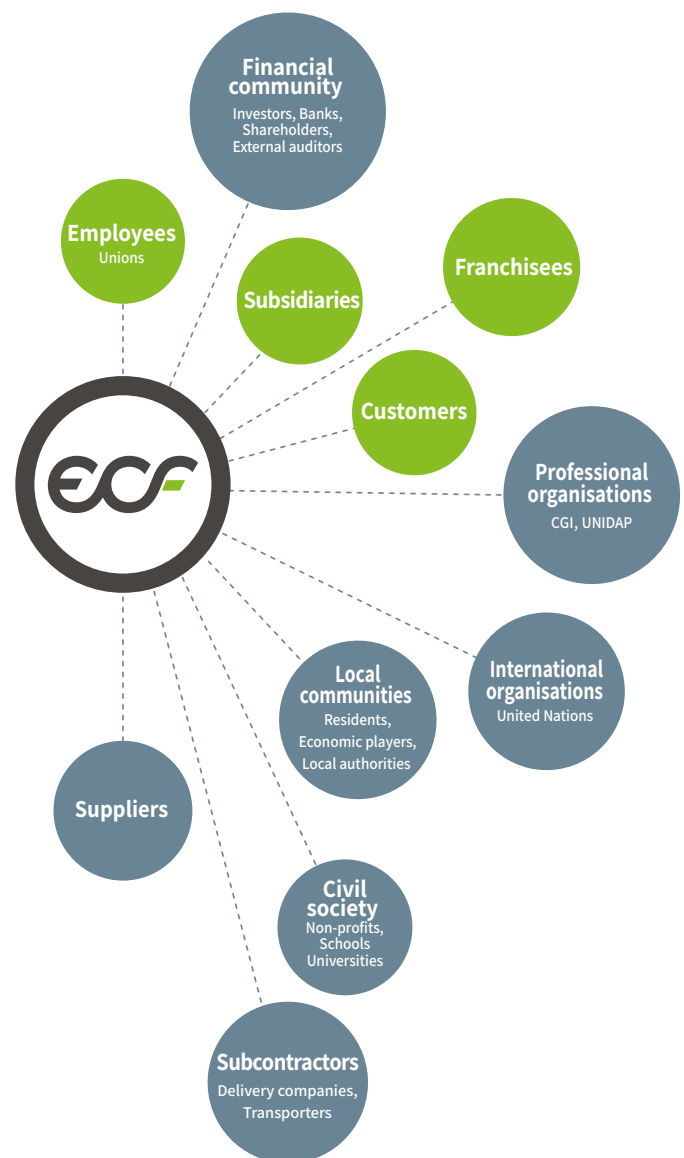 Financial
community
Investors, Banks,
Shareholders,
External auditors
Employees
Unions
Subsidiaries
Franchisees
Customers
ecf
Professional
organisations
CGI, UNIDAP
International
organisations
United Nations
Local
communities
Residents,
Economic players,
Local authorities
Suppliers
Civil
society
Non-profits,
Schools
Universities
Subcontractors
Delivery companies,
Transporters